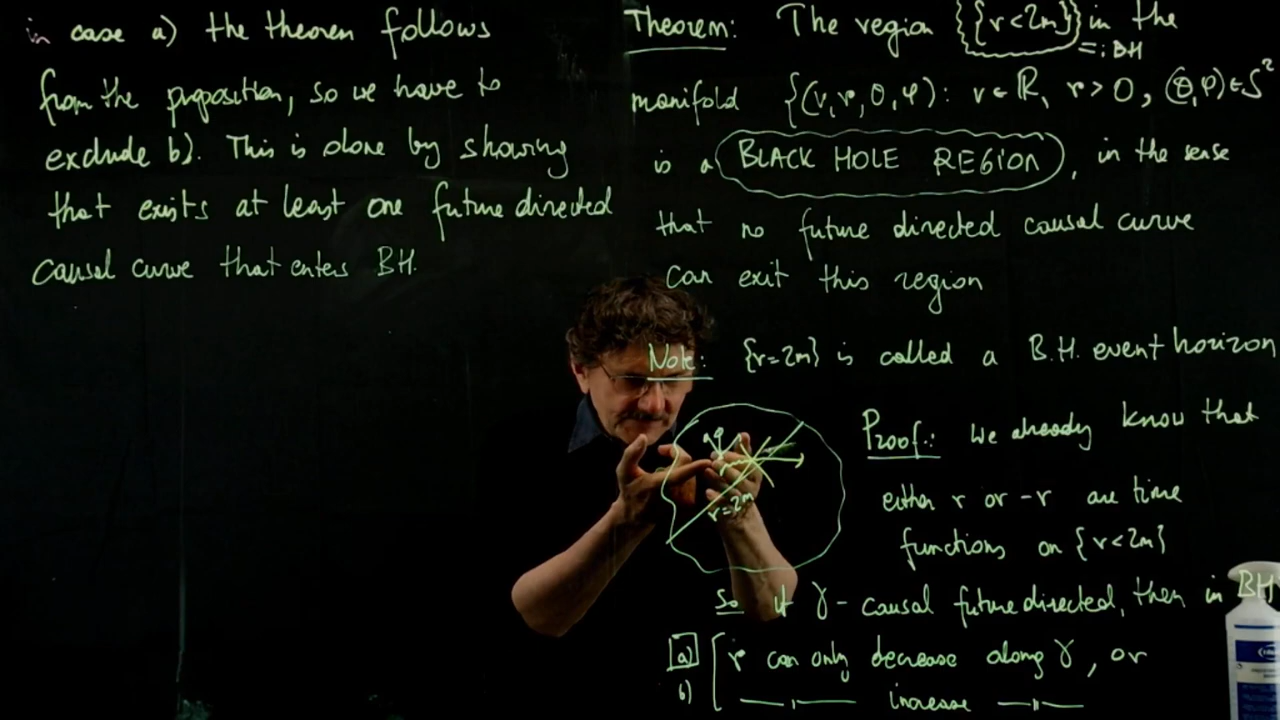 in case a) the theorem follows
from the proposition, so we have to
exclude b). This is done by showing
that exists at least one future directed
causal curve that enters BH.
Theorem: The region {r<2m} in the
=: BH
manifold {(v,r,θ,φ): v∈ℝ, r>0, (θ,φ)∈S²
is a BLACK HOLE REGION, in the sense
that no future directed causal curve
can exit this region
Note: {r=2m} is called a B.H. event horizon
r=2m
Proof: We already know that
either r or -r are time
functions on {r<2m}
So if γ - causal future directed, then in BH
a) r can only decrease along γ, or
b) —"— increase —"—